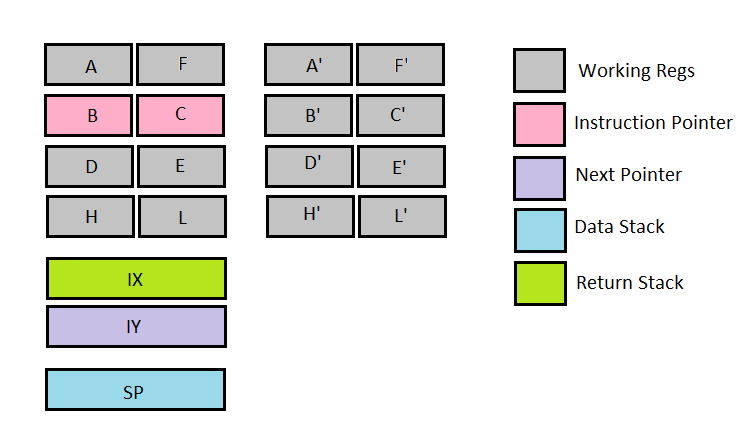 A F A' F' Working Regs
B C B' C' Instruction Pointer
D E D' E' Next Pointer
H L H' L' Data Stack
IX Return Stack
IY
SP